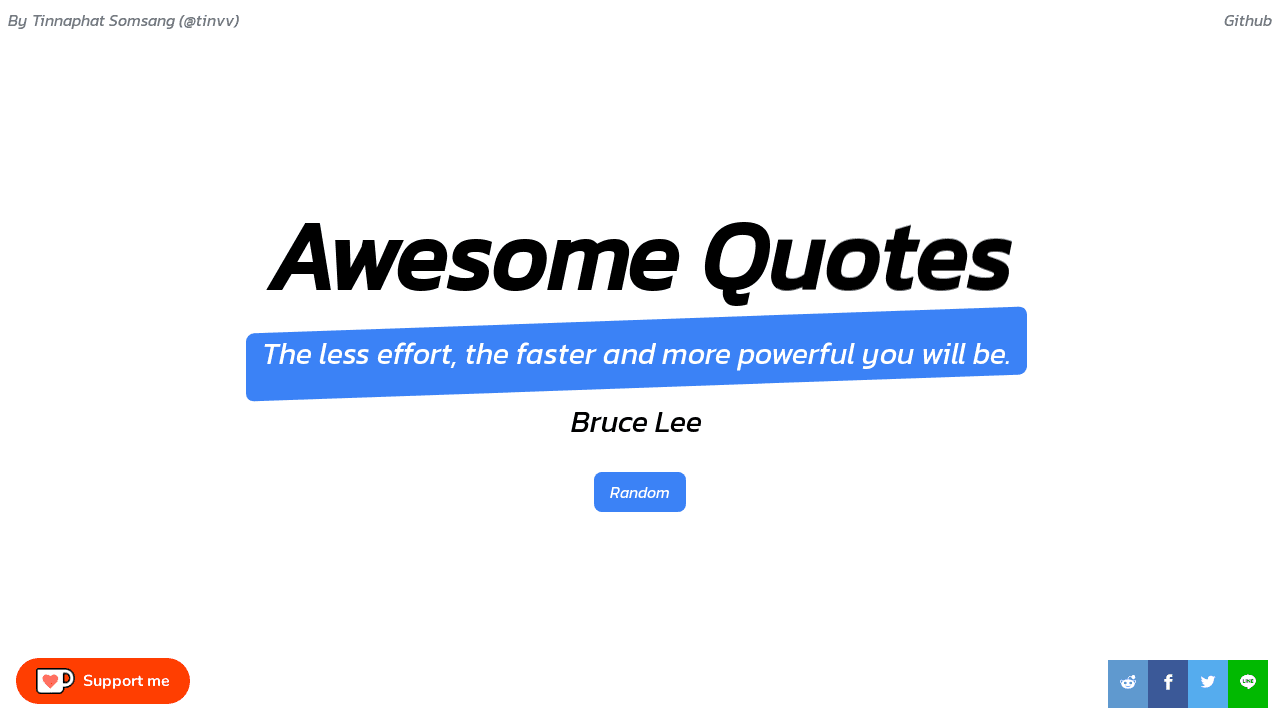 By Tinnaphat Somsang (@tinvv)
Github
Awesome Quotes
The less effort, the faster and more powerful you will be.
Bruce Lee
Random
Support me
LINE